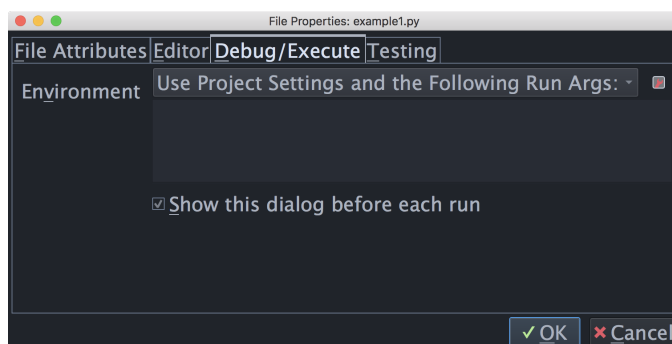 File Properties: example1.py
File Attributes Editor Debug/Execute Testing
Environment Use Project Settings and the Following Run Args:
Show this dialog before each run
OK Cancel